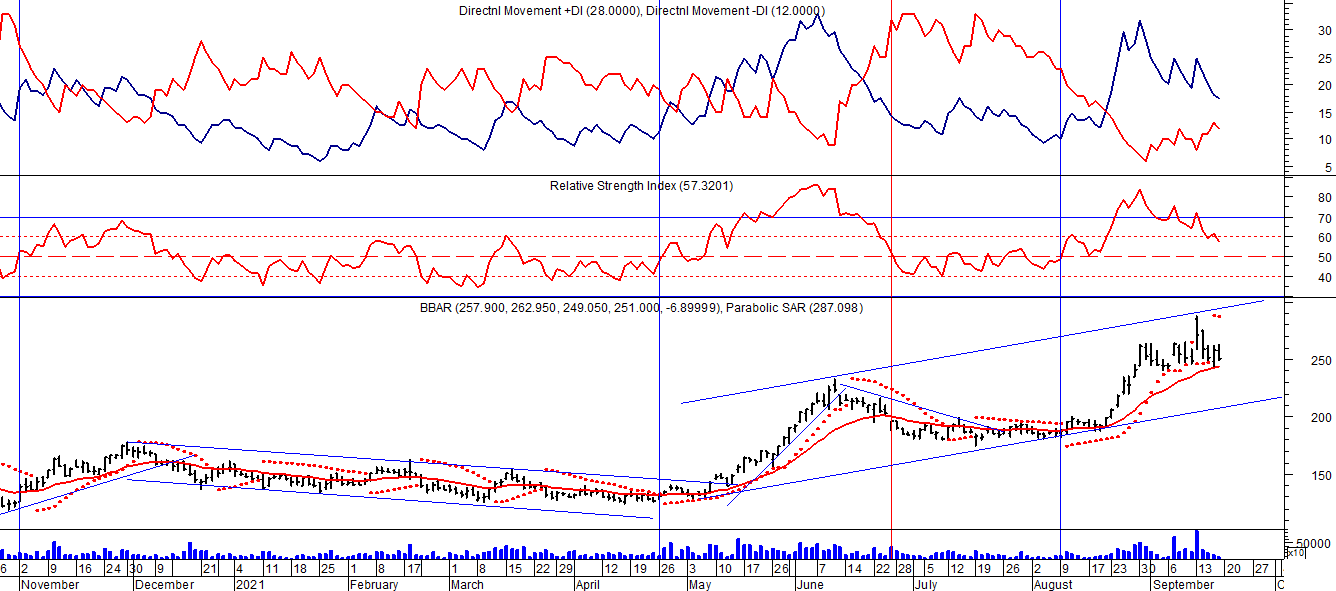 Directnl Movement +DI (28.0000), Directnl Movement -DI (12.0000)
30
25
20
15
10
5
Relative Strength Index (57.3201)
80
70
60
50
40
BBAR (257.900, 262.950, 249.050, 251.000, -6.89999), Parabolic SAR (287.098)
250
200
150
50000
x10
6 2 9 16 24 30 9 21 4 11 18 25 1 8 17 1 8 15 22 29 12 19 26 3 10 17 26 7 14 22 28 5 12 19 26 2 9 17 23 30 6 13 20 27
November December 2021 February March April May June July August September